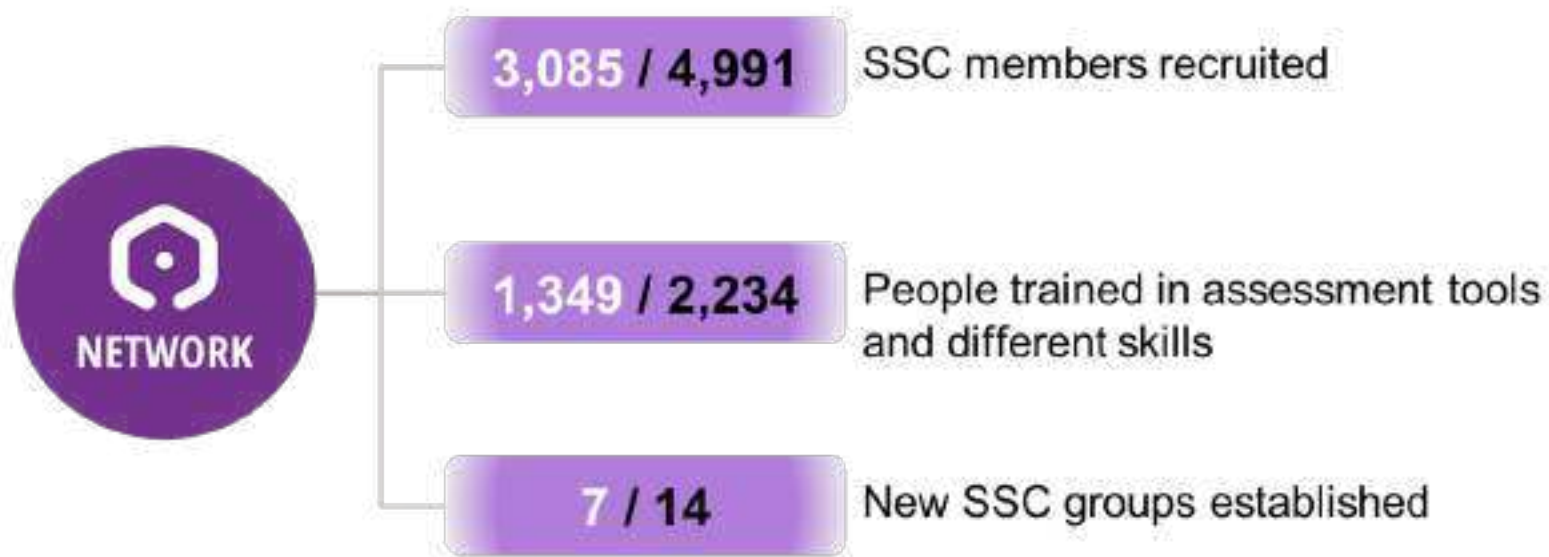 3,085 / 4,991
SSC members recruited
NETWORK
1,349 / 2,234
People trained in assessment tools
and different skills
7 / 14
New SSC groups established